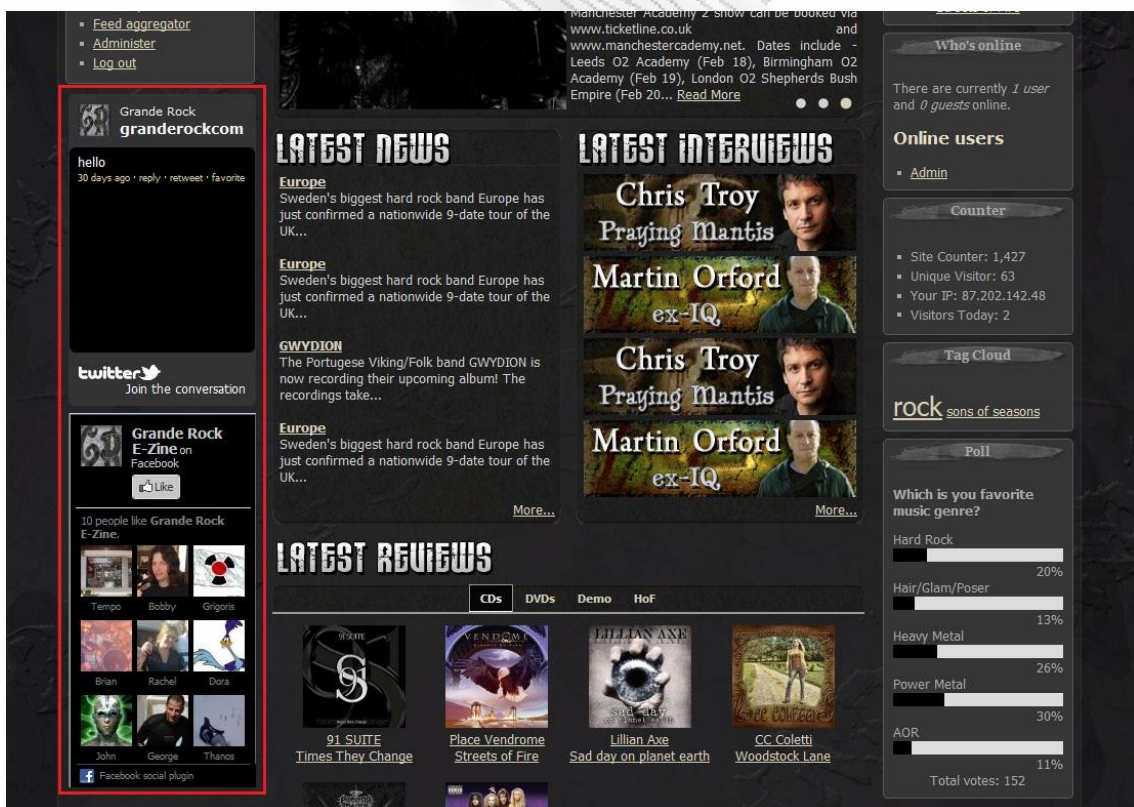 Feed aggregator
Administer
Log out
Grande Rock
granderockcom
hello
30 days ago · reply · retweet · favorite
twitter
Join the conversation
Grande Rock
E-Zine on
Facebook
Like
10 people like Grande Rock
E-Zine.
Tempo Bobby Grigoris
Brian Rachel Dora
John George Thanos
Facebook social plugin
Manchester Academy 2 show can be booked via
www.ticketline.co.uk and
www.manchestercademy.net. Dates include -
Leeds O2 Academy (Feb 18), Birmingham O2
Academy (Feb 19), London O2 Shepherds Bush
Empire (Feb 20... Read More
LATEST NEWS
Europe
Sweden's biggest hard rock band Europe has
just confirmed a nationwide 9-date tour of the
UK...
Europe
Sweden's biggest hard rock band Europe has
just confirmed a nationwide 9-date tour of the
UK...
GWYDION
The Portugese Viking/Folk band GWYDION is
now recording their upcoming album! The
recordings take...
Europe
Sweden's biggest hard rock band Europe has
just confirmed a nationwide 9-date tour of the
UK...
More...
LATEST INTERVIEWS
Chris Troy
Praying Mantis
Martin Orford
ex-IQ
Chris Troy
Praying Mantis
Martin Orford
ex-IQ
More...
LATEST REVIEWS
CDs DVDs Demo HoF
91 SUITE
VENDOME
LILLIAN AXE
sad day
on planet earth
91 SUITE
Times They Change
Place Vendrome
Streets of Fire
Lillian Axe
Sad day on planet earth
CC Coletti
Woodstock Lane
Who's online
There are currently 1 user
and 0 guests online.
Online users
Admin
Counter
Site Counter: 1,427
Unique Visitor: 63
Your IP: 87.202.142.48
Visitors Today: 2
Tag Cloud
rock sons of seasons
Poll
Which is you favorite
music genre?
Hard Rock
20%
Hair/Glam/Poser
13%
Heavy Metal
26%
Power Metal
30%
AOR
11%
Total votes: 152